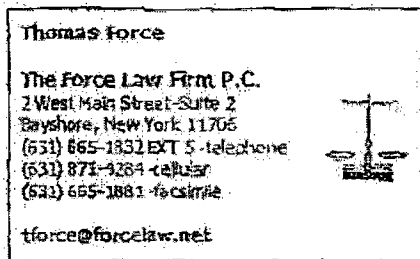 Thomas Force
The Force Law Firm P.C.
2 West Main Street-Suite 2
Bayshore, New York 11706
(631) 665-1832 EXT 5 -telephone
(631) 871-9284 -cellular
(631) 665-1881 -facsimile
tforce@forcelaw.net